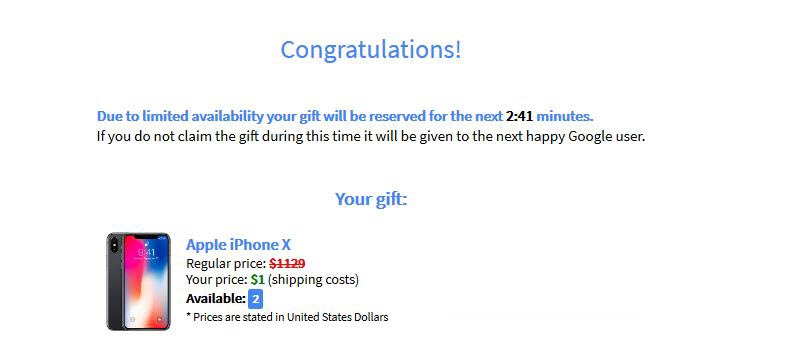 Congratulations!
Due to limited availability your gift will be reserved for the next 2:41 minutes.
If you do not claim the gift during this time it will be given to the next happy Google user.
Your gift:
Apple iPhone X
Regular price: $1129
Your price: $1 (shipping costs)
Available: 2
* Prices are stated in United States Dollars
9:41